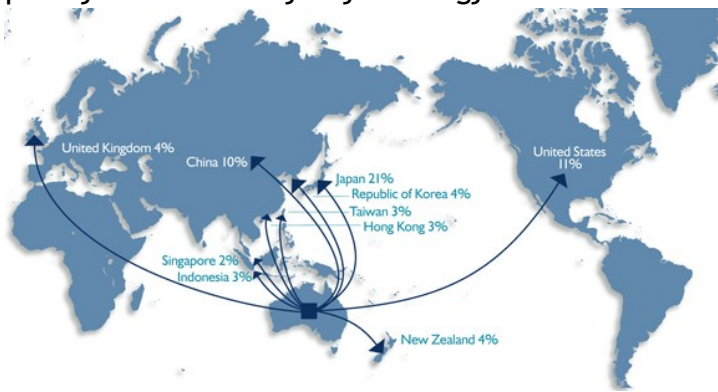 United Kingdom 4%
China 10%
Japan 21%
Republic of Korea 4%
Taiwan 3%
Hong Kong 3%
Singapore 2%
Indonesia 3%
United States
11%
New Zealand 4%